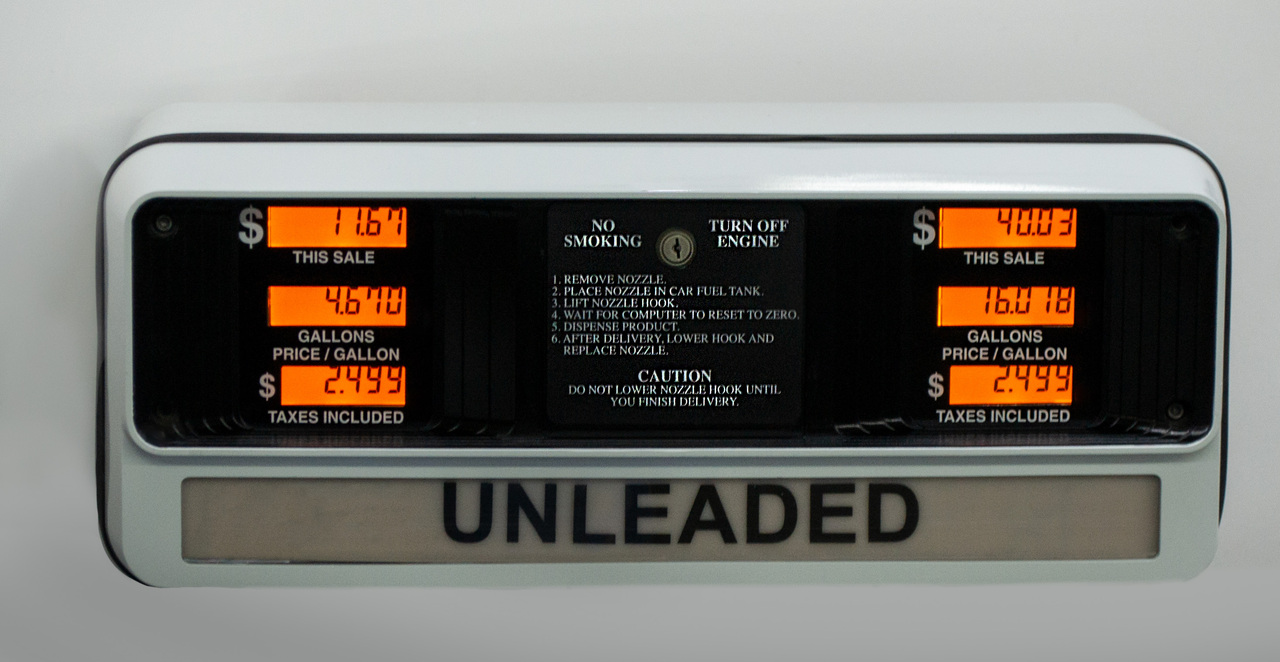 $ 11.67
THIS SALE
4.670
GALLONS
PRICE / GALLON
$ 2.499
TAXES INCLUDED
NO
SMOKING
TURN OFF
ENGINE
1. REMOVE NOZZLE.
2. PLACE NOZZLE IN CAR FUEL TANK.
3. LIFT NOZZLE HOOK.
4. WAIT FOR COMPUTER TO RESET TO ZERO.
5. DISPENSE PRODUCT.
6. AFTER DELIVERY, LOWER HOOK AND
REPLACE NOZZLE.
CAUTION
DO NOT LOWER NOZZLE HOOK UNTIL
YOU FINISH DELIVERY.
$ 40.03
THIS SALE
16.018
GALLONS
PRICE / GALLON
$ 2.499
TAXES INCLUDED
UNLEADED